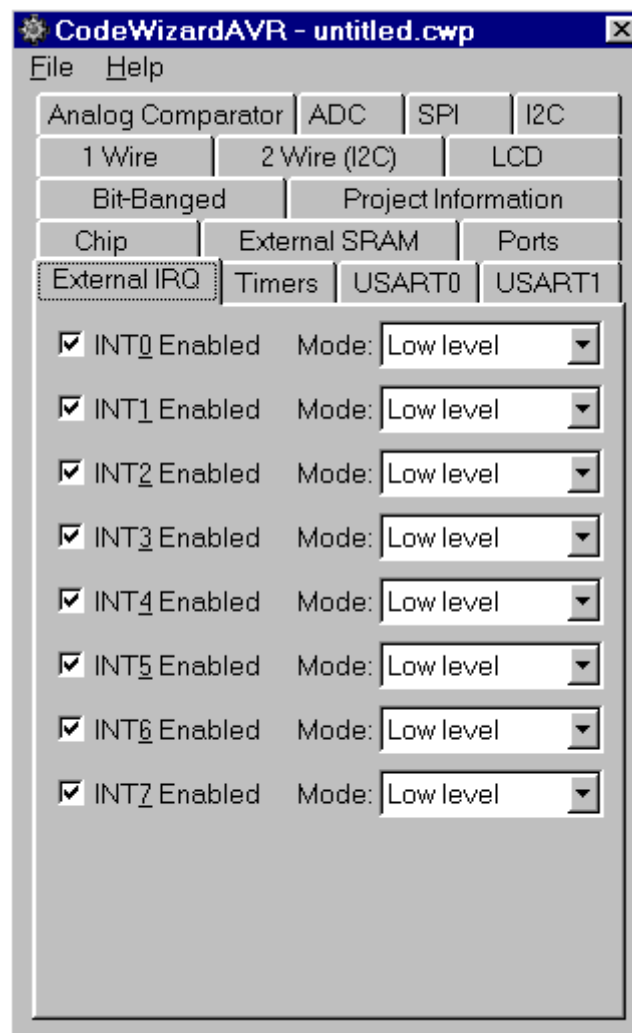 CodeWizardAVR - untitled.cwp
File Help
Analog Comparator ADC SPI I2C
1 Wire 2 Wire (I2C) LCD
Bit-Banged Project Information
Chip External SRAM Ports
External IRQ Timers USART0 USART1
INT0 Enabled Mode: Low level
INT1 Enabled Mode: Low level
INT2 Enabled Mode: Low level
INT3 Enabled Mode: Low level
INT4 Enabled Mode: Low level
INT5 Enabled Mode: Low level
INT6 Enabled Mode: Low level
INT7 Enabled Mode: Low level